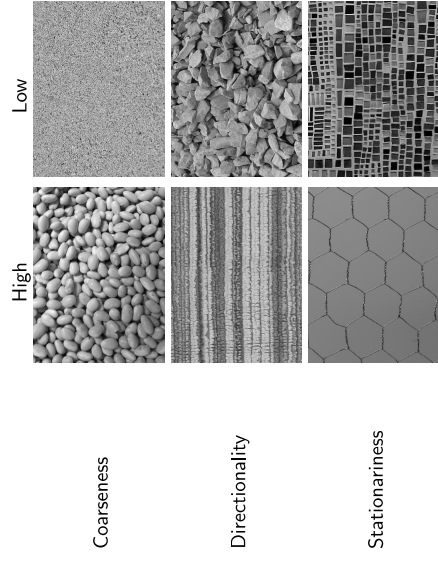 Low
High
Coarseness
Directionality
Stationariness